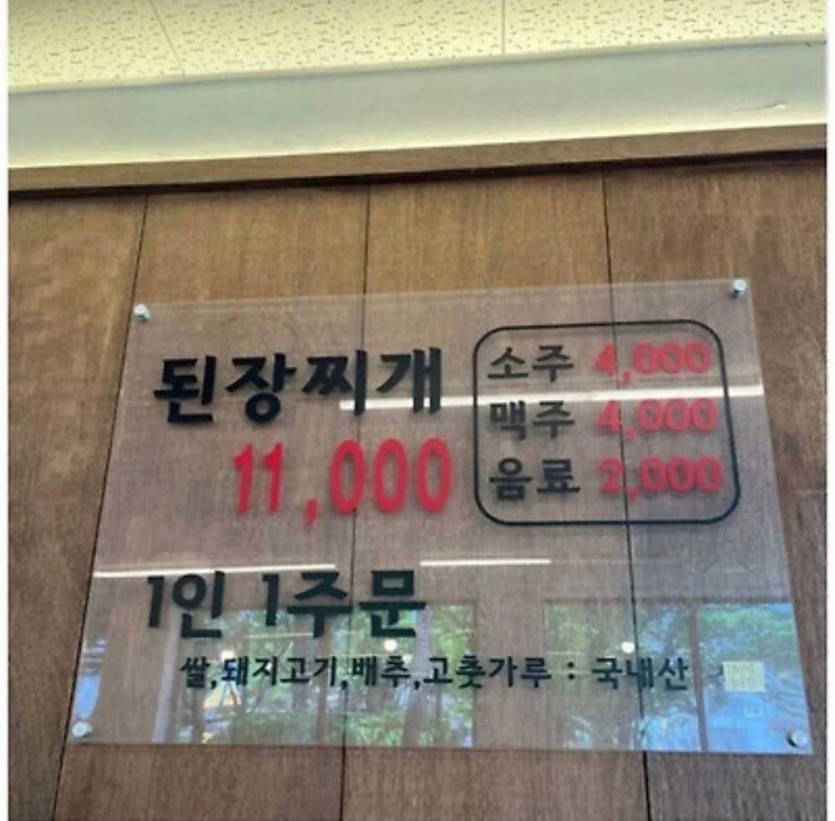 된장찌개
11,000
소주 4,000
맥주 4,000
음료 2,000
1인 1주문
쌀,돼지고기,배추,고춧가루 : 국내산